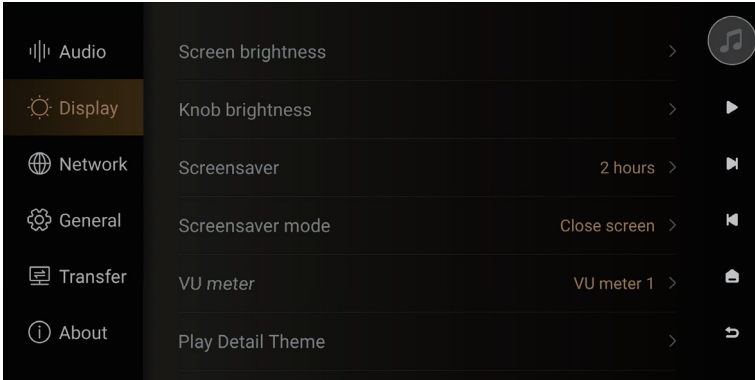 Audio
Display
Network
General
Transfer
About
Screen brightness
Knob brightness
Screensaver
2 hours
Screensaver mode
Close screen
VU meter
VU meter 1
Play Detail Theme